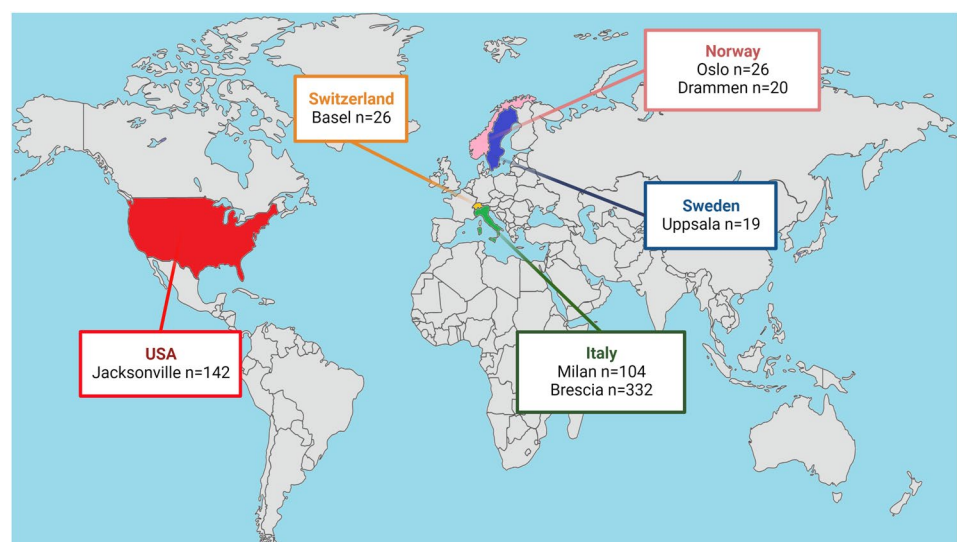 Norway
Oslo n=26
Drammen n=20
Switzerland
Basel n=26
Sweden
Uppsala n=19
USA
Jacksonville n=142
Italy
Milan n=104
Brescia n=332